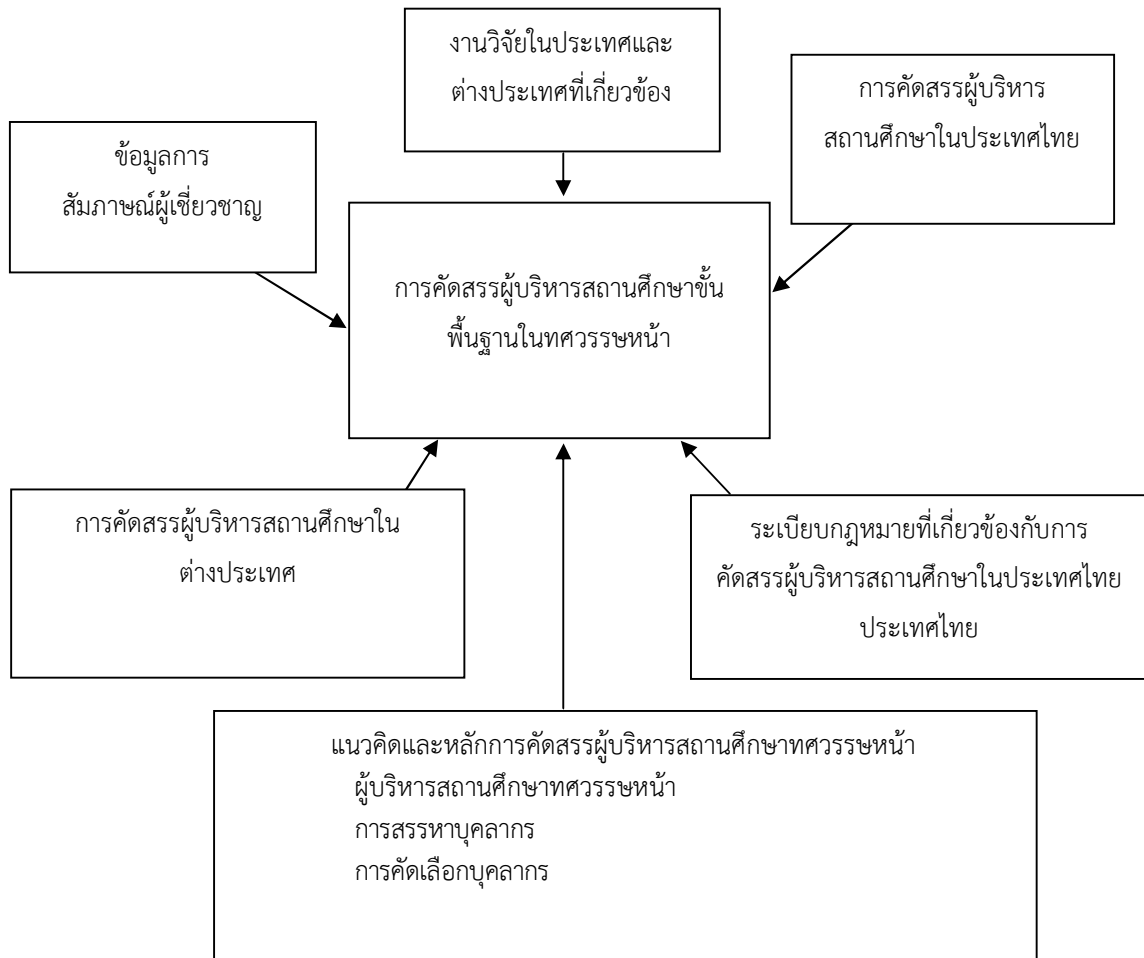 งานวิจัยในประเทศและ
ต่างประเทศที่เกี่ยวข้อง
การคัดสรรผู้บริหาร
สถานศึกษาในประเทศไทย
ข้อมูลการ
สัมภาษณ์ผู้เชี่ยวชาญ
การคัดสรรผู้บริหารสถานศึกษาขั้น
พื้นฐานในทศวรรษหน้า
การคัดสรรผู้บริหารสถานศึกษาใน
ต่างประเทศ
ระเบียบกฎหมายที่เกี่ยวข้องกับการ
คัดสรรผู้บริหารสถานศึกษาในประเทศไทย
ประเทศไทย
แนวคิดและหลักการคัดสรรผู้บริหารสถานศึกษาทศวรรษหน้า
ผู้บริหารสถานศึกษาทศวรรษหน้า
การสรรหาบุคลากร
การคัดเลือกบุคลากร